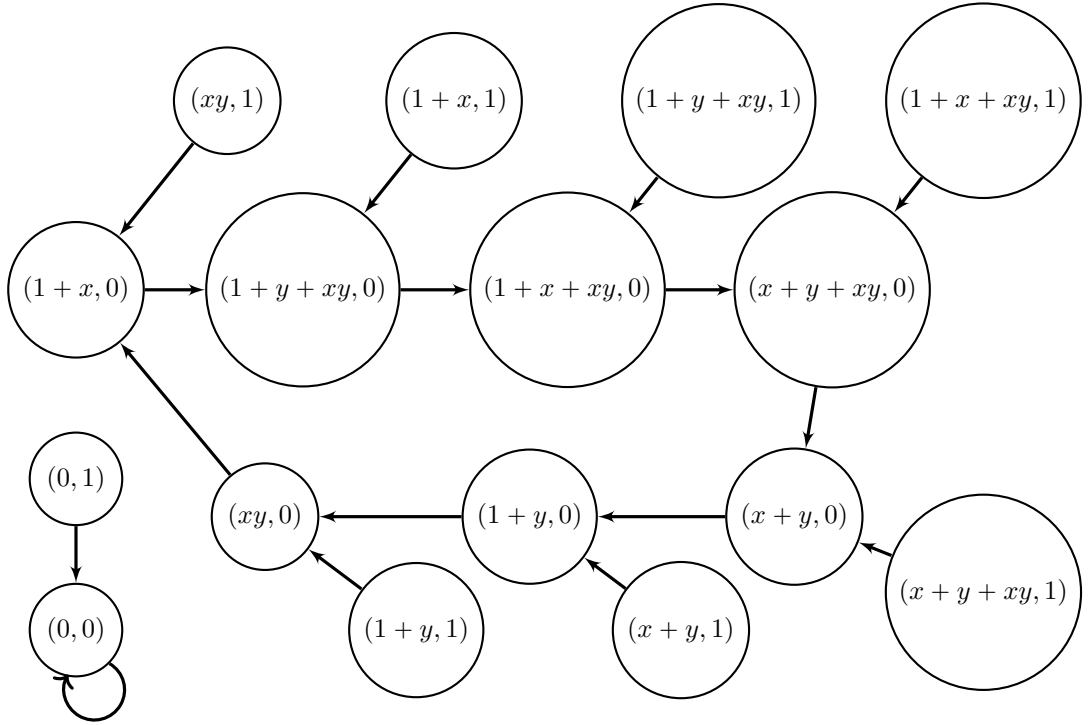 (xy, 1)
(1 + x, 1)
(1 + y + xy, 1)
(1 + x + xy, 1)
(1 + x, 0)
(1 + y + xy, 0)
(1 + x + xy, 0)
(x + y + xy, 0)
(0, 1)
(xy, 0)
(1 + y, 0)
(x + y, 0)
(x + y + xy, 1)
(0, 0)
(1 + y, 1)
(x + y, 1)